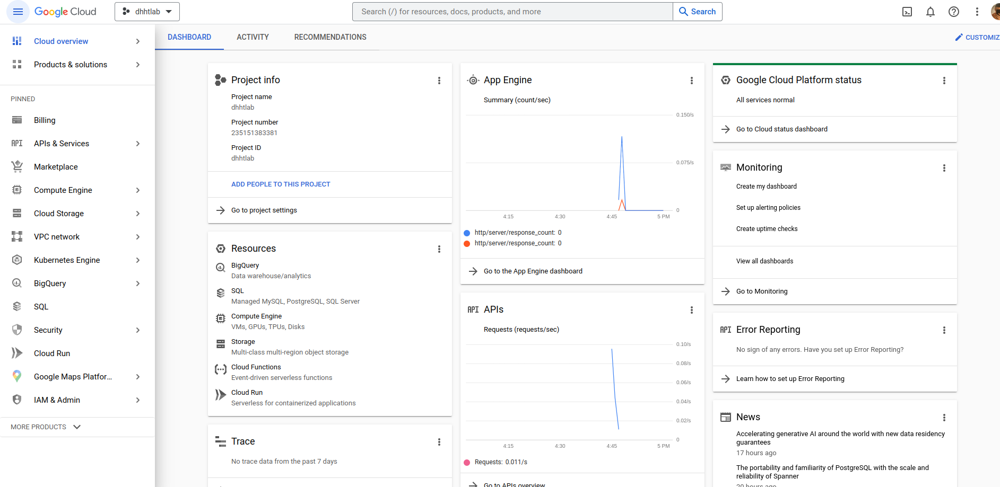 Google Cloud
dhhtlab
Search (/) for resources, docs, products, and more
Search
Cloud overview
Products & solutions
PINNED
Billing
API
APIs & Services
Marketplace
Compute Engine
Cloud Storage
VPC network
Kubernetes Engine
BigQuery
SQL
Security
Cloud Run
Google Maps Platfor...
IAM & Admin
MORE PRODUCTS
DASHBOARD
ACTIVITY
RECOMMENDATIONS
CUSTOMIZ
Project info
Project name
dhhtlab
Project number
235151383381
Project ID
dhhtlab
ADD PEOPLE TO THIS PROJECT
Go to project settings
Resources
BigQuery
Data warehouse/analytics
SQL
Managed MySQL, PostgreSQL, SQL Server
Compute Engine
VMs, GPUs, TPUs, Disks
Storage
Multi-class multi-region object storage
Cloud Functions
Event-driven serverless functions
Cloud Run
Serverless for containerized applications
Trace
No trace data from the past 7 days
App Engine
Summary (count/sec)
0.150/s
0.075/s
0
4:15
4:30
4:45
5 PM
http/server/response_count: 0
http/server/response_count: 0
Go to the App Engine dashboard
API
APIs
Requests (requests/sec)
0.10/s
0.08/s
0.06/s
0.04/s
0.02/s
0
4:15
4:30
4:45
5 PM
Requests: 0.011/s
Go to APIs overview
Google Cloud Platform status
All services normal
Go to Cloud status dashboard
Monitoring
Create my dashboard
Set up alerting policies
Create uptime checks
View all dashboards
Go to Monitoring
API
Error Reporting
No sign of any errors. Have you set up Error Reporting?
Learn how to set up Error Reporting
News
Accelerating generative AI around the world with new data residency
guarantees
17 hours ago
The portability and familiarity of PostgreSQL with the scale and
reliability of Spanner
20 hours ago